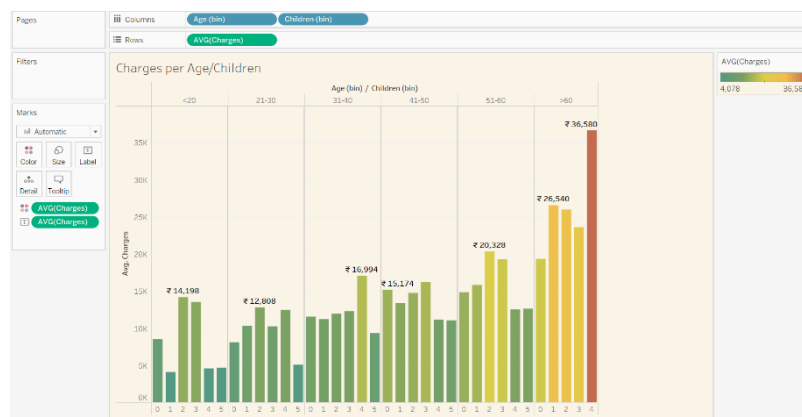 Pages
Columns
Age (bin)
Children (bin)
Rows
AVG(Charges)
Filters
Marks
Automatic
Color
Size
Label
Detail
Tooltip
AVG(Charges)
AVG(Charges)
Charges per Age/Children
Age (bin) / Children (bin)
<20 21-30 31-40 41-50 51-60 >60
Avg. Charges
35K
30K
25K
20K
15K
10K
5K
0K
₹ 14,198
₹ 12,808
₹ 16,994
₹ 15,174
₹ 20,328
₹ 26,540
₹ 36,580
0 1 2 3 4 5 0 1 2 3 4 5 0 1 2 3 4 5 0 1 2 3 4 5 0 1 2 3 4 5 0 1 2 3 4
AVG(Charges)
4,078 36,58